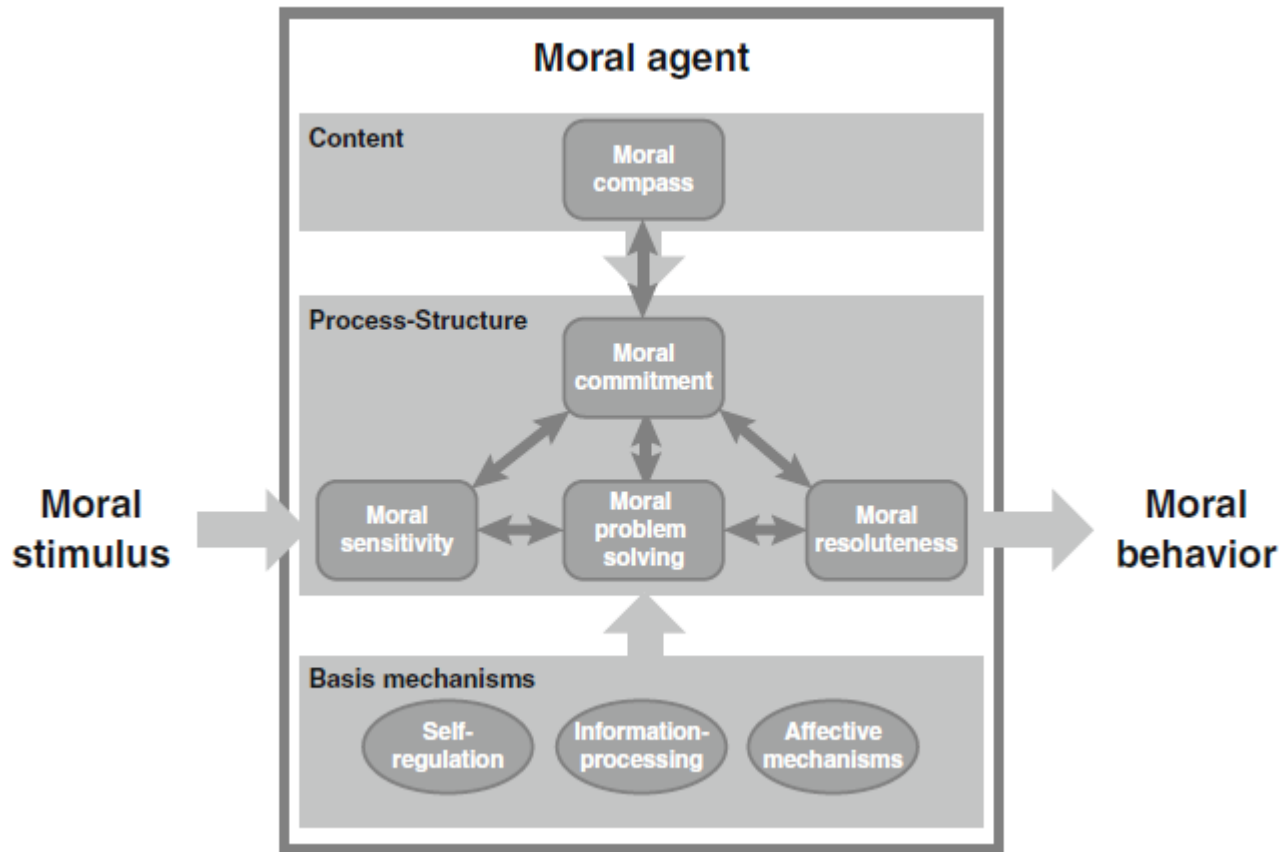 Moral agent
Content
Moral
compass
Process-Structure
Moral
commitment
Moral
stimulus
Moral
sensitivity
Moral
problem
solving
Moral
resoluteness
Moral
behavior
Basis mechanisms
Self-
regulation
Information-
processing
Affective
mechanisms